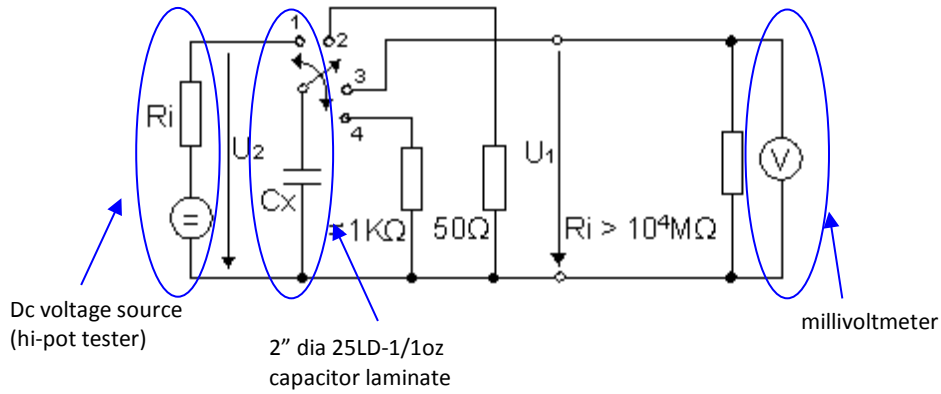 1
2
3
4
Ri
U₂
Cx
=
1KΩ
50Ω
U₁
Ri > 10⁴MΩ
V
Dc voltage source
(hi-pot tester)
2” dia 25LD-1/1oz
capacitor laminate
millivoltmeter